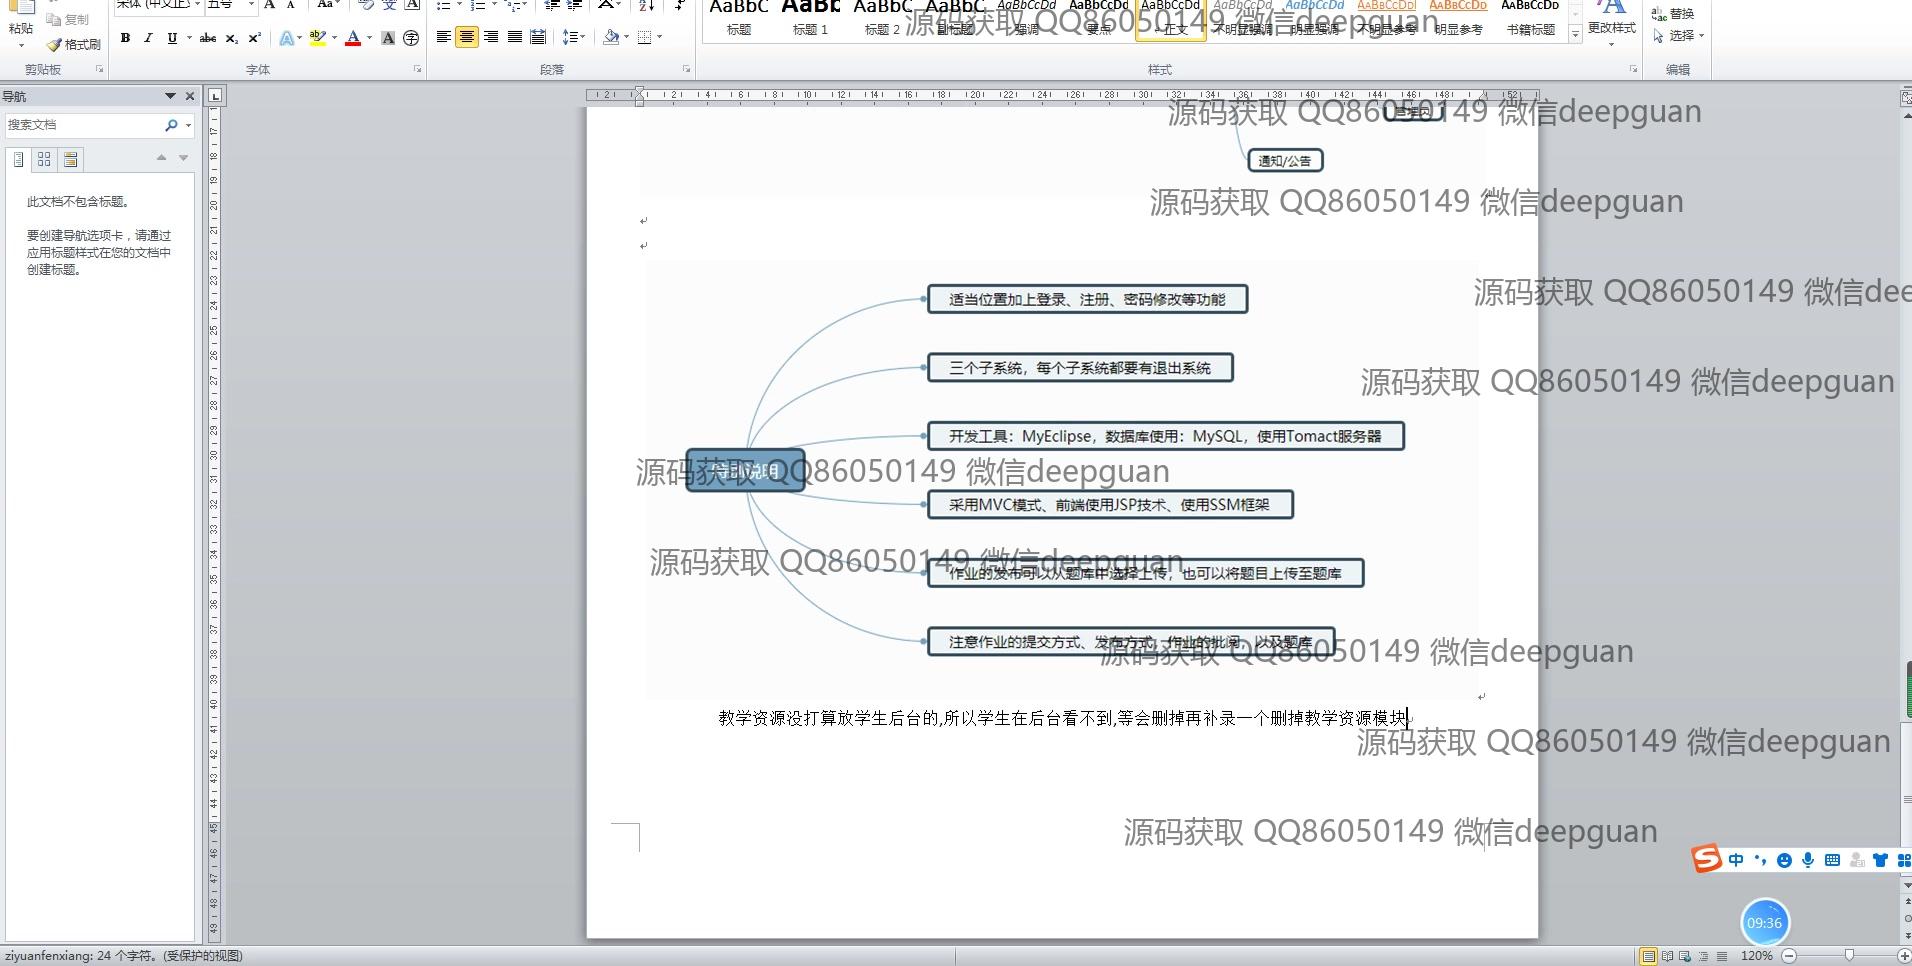 粘贴
复制
格式刷
宋体 (中文正
五号
Aa
B I U abc x₂ x² A ab A A 字
AaBbC AaBb AaBbC AaBbC AaBbCcDd AaBbCcDd AaBbCcDd AaBbCcDd AaBbCcDd AABBCCDD AABBCCDD AaBbCcDd
标题 标题 1 标题 2 副标题 强调 要点 正文 不明显强调 明显强调 不明显参考 明显参考 书籍标题
更改样式
替换
选择
剪贴板 字体 段落 样式 编辑
源码获取 QQ86050149 微信deepguan
导航
搜索文档
此文档不包含标题。
要创建导航选项卡，请通过
应用标题样式在您的文档中
创建标题。
源码获取 QQ86050149 微信deepguan
管理员
通知/公告
源码获取 QQ86050149 微信deepguan
适当位置加上登录、注册、密码修改等功能
源码获取 QQ86050149 微信dee
三个子系统，每个子系统都要有退出系统
源码获取 QQ86050149 微信deepguan
开发工具：MyEclipse，数据库使用：MySQL，使用Tomact服务器
特别说明
源码获取 QQ86050149 微信deepguan
采用MVC模式、前端使用JSP技术、使用SSM框架
源码获取 QQ86050149 微信deepguan
作业的发布可以从题库中选择上传，也可以将题目上传至题库
注意作业的提交方式、发布方式，作业的批阅，以及题库
源码获取 QQ86050149 微信deepguan
教学资源没打算放学生后台的,所以学生在后台看不到,等会删掉再补录一个删掉教学资源模块
源码获取 QQ86050149 微信deepguan
源码获取 QQ86050149 微信deepguan
中
09:36
ziyuanfenxiang: 24 个字符。(受保护的视图)
120%